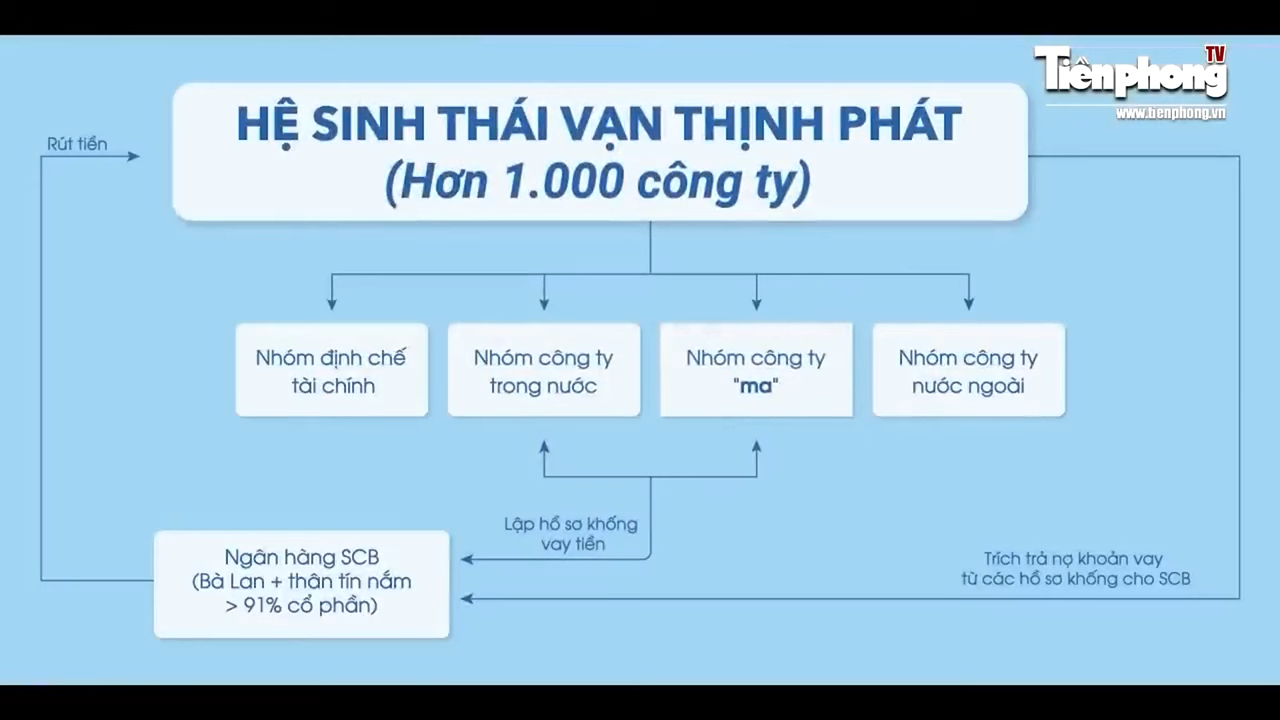 Tiền phong TV
www.tienphong.vn
HỆ SINH THÁI VẠN THỊNH PHÁT
(Hơn 1.000 công ty)
Rút tiền
Nhóm định chế
tài chính
Nhóm công ty
trong nước
Nhóm công ty
"ma"
Nhóm công ty
nước ngoài
Lập hồ sơ khống
vay tiền
Ngân hàng SCB
(Bà Lan + thân tín nắm
> 91% cổ phần)
Trích trả nợ khoản vay
từ các hồ sơ khống cho SCB